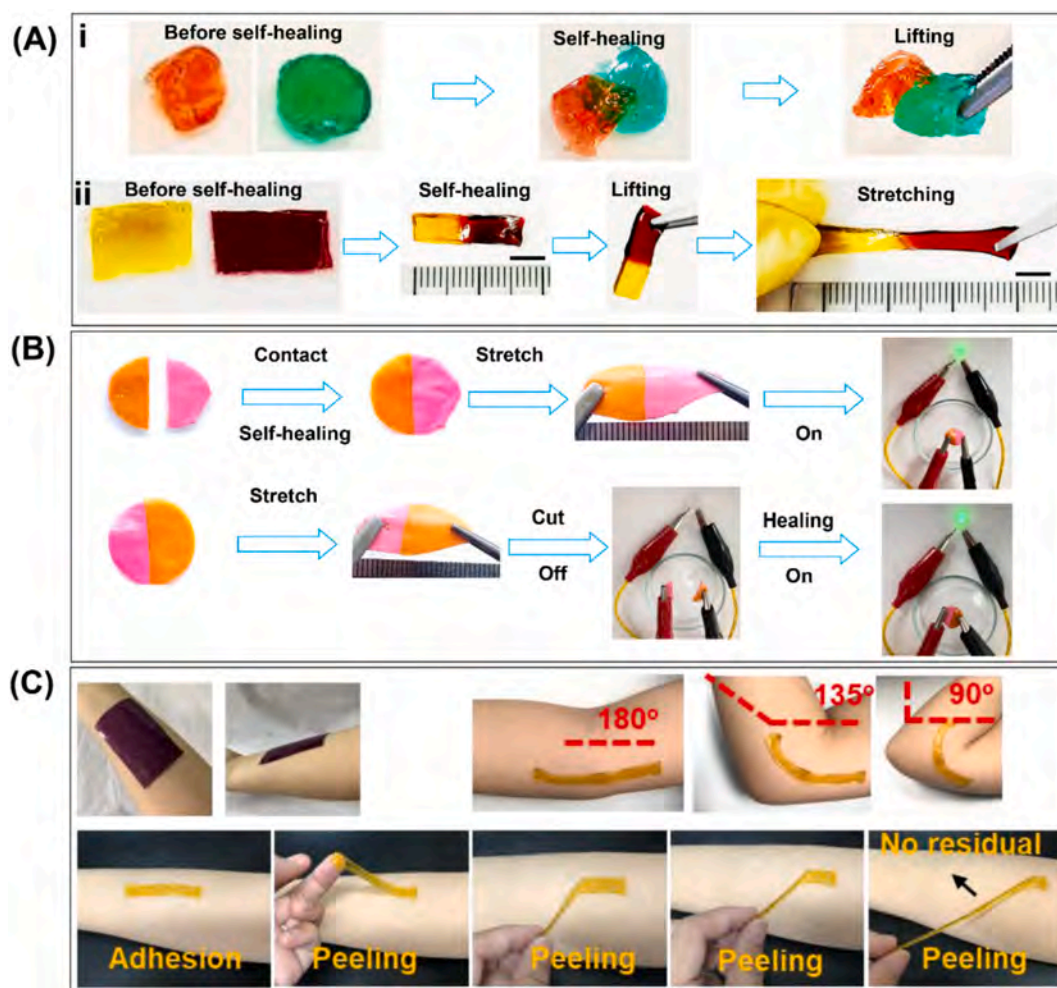 (A)
i
Before self-healing
Self-healing
Lifting
ii
Before self-healing
Self-healing
Lifting
Stretching
(B)
Contact
Self-healing
Stretch
On
Stretch
Cut
Off
Healing
On
(C)
180°
135°
90°
Adhesion
Peeling
Peeling
Peeling
No residual
Peeling